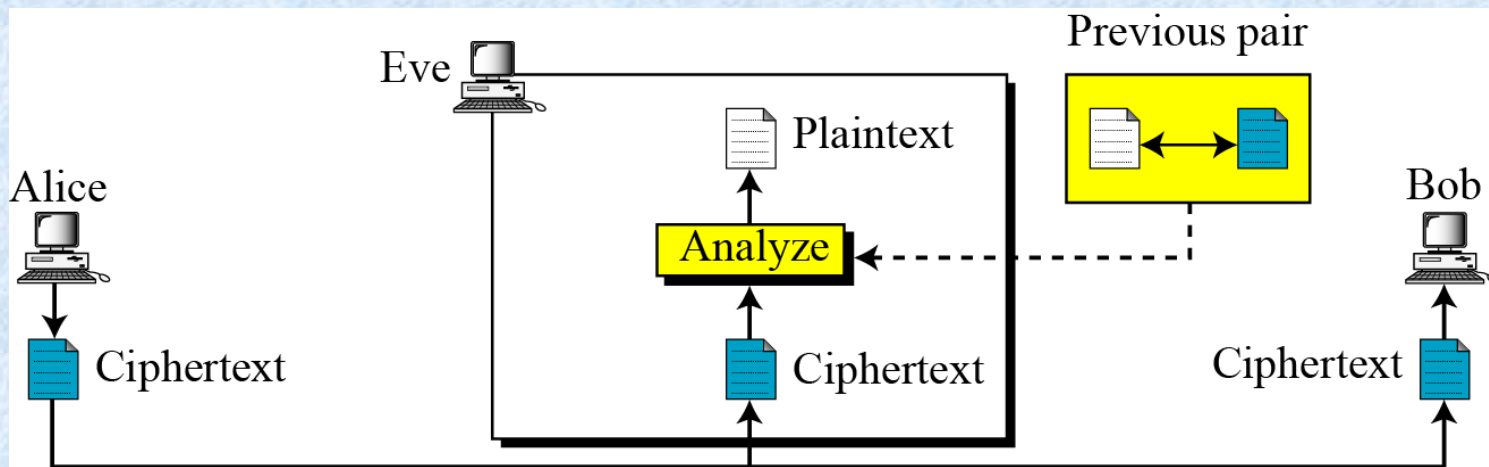 Previous pair
Eve
Plaintext
Alice
Bob
Analyze
Ciphertext
Ciphertext
Ciphertext